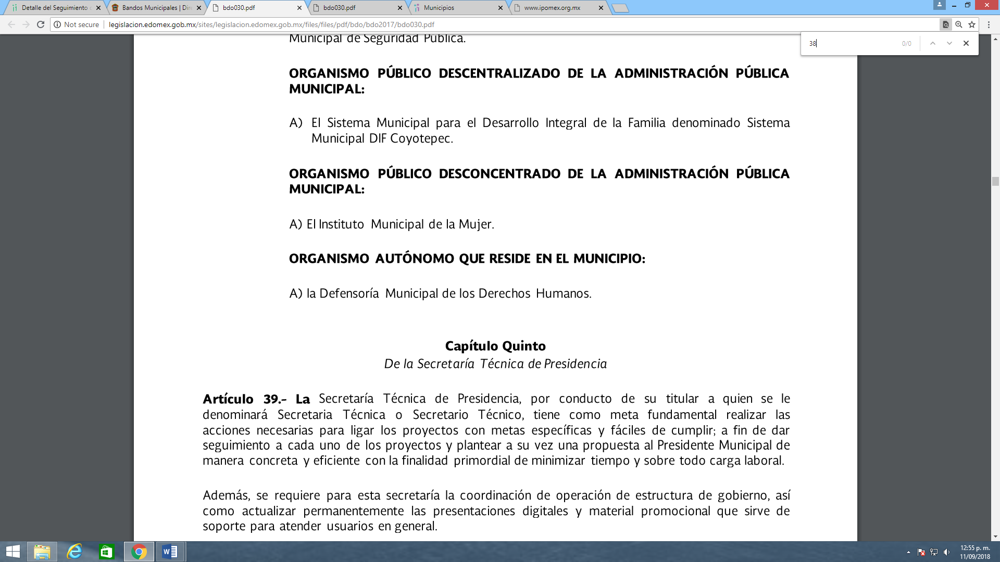 Detalle del Seguimiento
Bandos Municipales | Dire
bdo030.pdf
bdo030.pdf
Municipios
www.ipomex.org.mx
Not secure
legislacion.edomex.gob.mx/sites/legislacion.edomex.gob.mx/files/files/pdf/bdo/bdo2017/bdo030.pdf
38
0/0
Municipal de Seguridad Pública.
ORGANISMO PÚBLICO DESCENTRALIZADO DE LA ADMINISTRACIÓN PÚBLICA
MUNICIPAL:
A) El Sistema Municipal para el Desarrollo Integral de la Familia denominado Sistema
Municipal DIF Coyotepec.
ORGANISMO PÚBLICO DESCONCENTRADO DE LA ADMINISTRACIÓN PÚBLICA
MUNICIPAL:
A) El Instituto Municipal de la Mujer.
ORGANISMO AUTÓNOMO QUE RESIDE EN EL MUNICIPIO:
A) la Defensoría Municipal de los Derechos Humanos.
Capítulo Quinto
De la Secretaría Técnica de Presidencia
Artículo 39.- La Secretaría Técnica de Presidencia, por conducto de su titular a quien se le
denominará Secretaria Técnica o Secretario Técnico, tiene como meta fundamental realizar las
acciones necesarias para ligar los proyectos con metas específicas y fáciles de cumplir; a fin de dar
seguimiento a cada uno de los proyectos y plantear a su vez una propuesta al Presidente Municipal de
manera concreta y eficiente con la finalidad primordial de minimizar tiempo y sobre todo carga laboral.
Además, se requiere para esta secretaría la coordinación de operación de estructura de gobierno, así
como actualizar permanentemente las presentaciones digitales y material promocional que sirve de
soporte para atender usuarios en general.
12:55 p. m.
11/09/2018